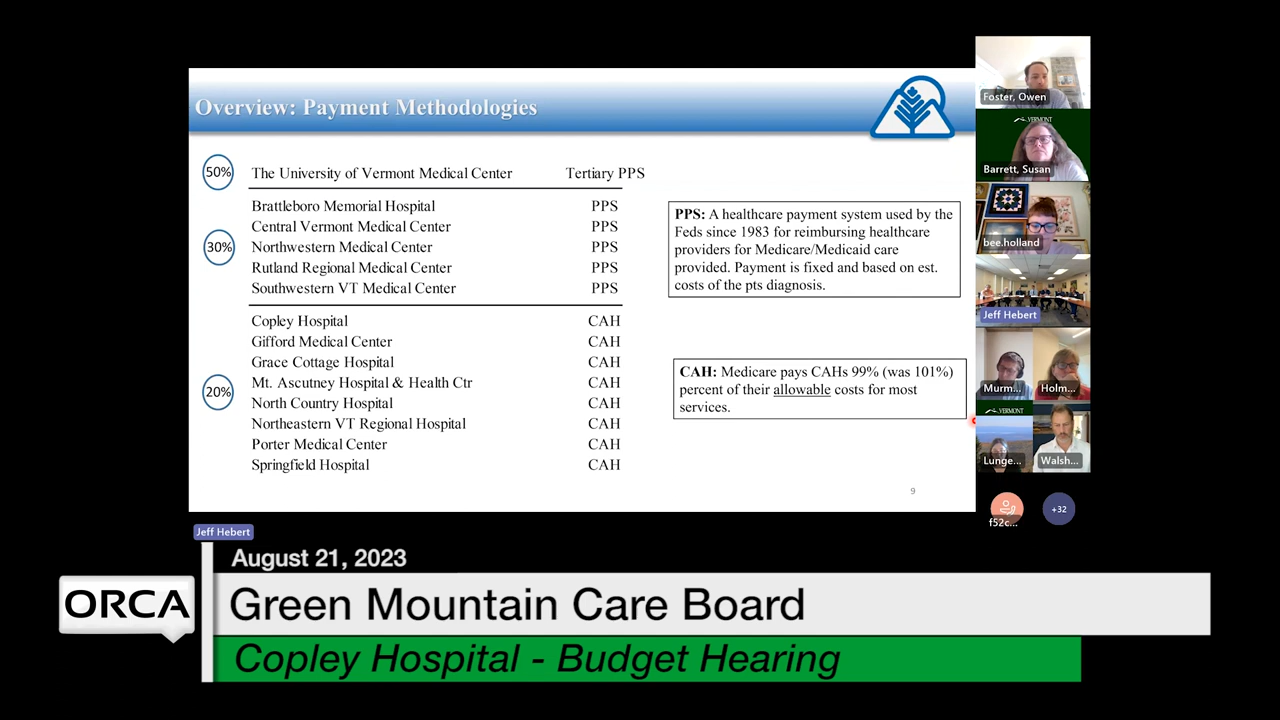 Overview: Payment Methodologies
50% The University of Vermont Medical Center Tertiary PPS
Brattleboro Memorial Hospital PPS
Central Vermont Medical Center PPS
30% Northwestern Medical Center PPS
Rutland Regional Medical Center PPS
Southwestern VT Medical Center PPS
PPS: A healthcare payment system used by the
Feds since 1983 for reimbursing healthcare
providers for Medicare/Medicaid care
provided. Payment is fixed and based on est.
costs of the pts diagnosis.
Copley Hospital CAH
Gifford Medical Center CAH
Grace Cottage Hospital CAH
Mt. Ascutney Hospital & Health Ctr CAH
20% North Country Hospital CAH
Northeastern VT Regional Hospital CAH
Porter Medical Center CAH
Springfield Hospital CAH
CAH: Medicare pays CAHs 99% (was 101%)
percent of their allowable costs for most
services.
9
Foster, Owen
VERMONT
Barrett, Susan
bee.holland
Jeff Hebert
Murm...
Holm...
Lunge...
Walsh...
f52c...
+32
Jeff Hebert
August 21, 2023
ORCA
Green Mountain Care Board
Copley Hospital - Budget Hearing